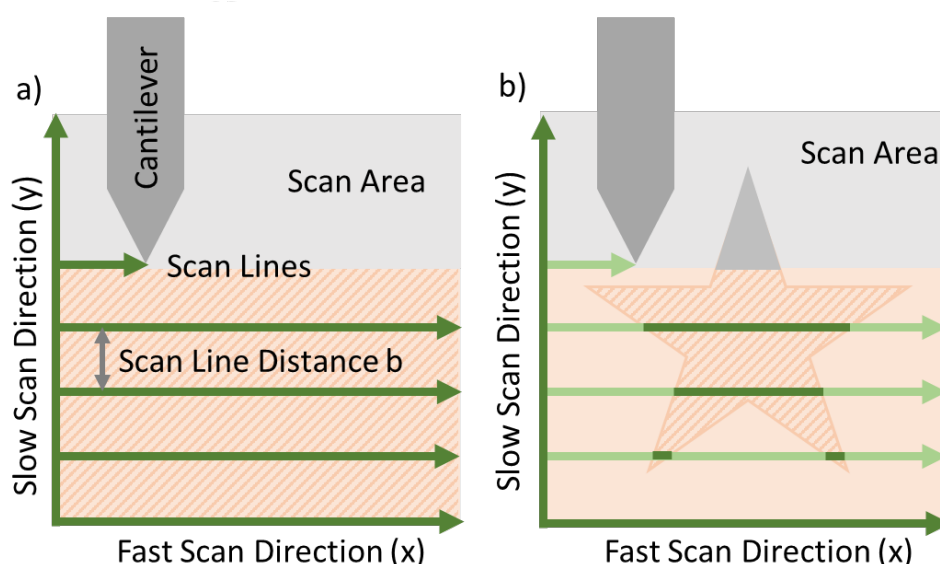 a)
Cantilever
Scan Area
Slow Scan Direction (y)
Scan Lines
Scan Line Distance b
Fast Scan Direction (x)
b)
Scan Area
Slow Scan Direction (y)
Fast Scan Direction (x)